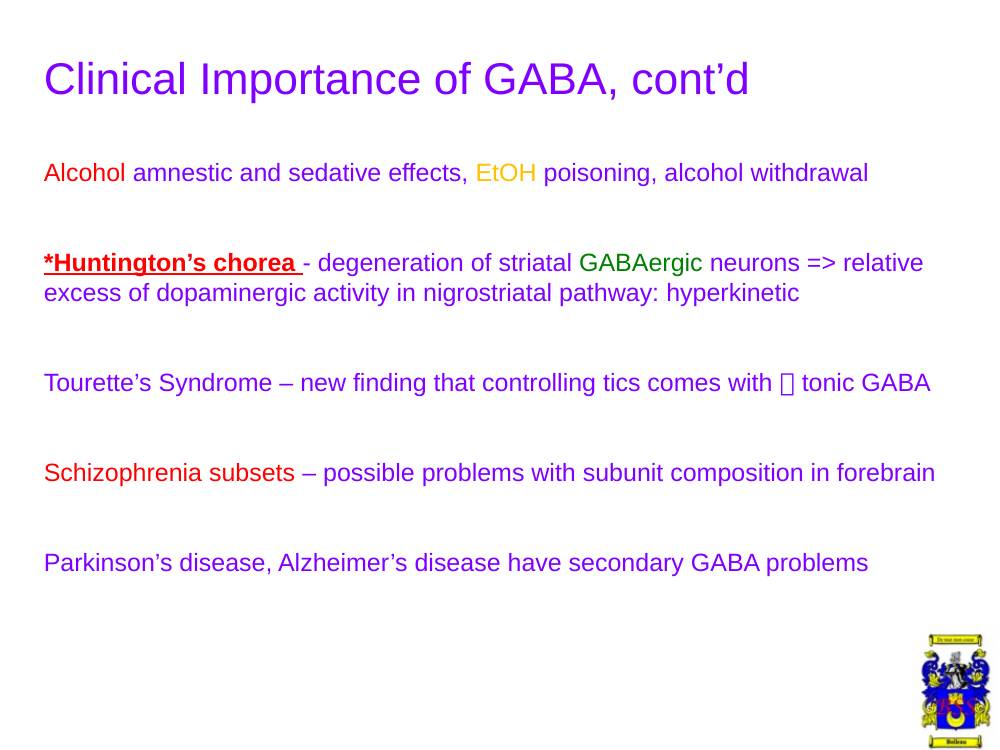 Clinical Importance of GABA, cont’d
Alcohol amnestic and sedative effects, EtOH poisoning, alcohol withdrawal
*Huntington’s chorea - degeneration of striatal GABAergic neurons => relative
excess of dopaminergic activity in nigrostriatal pathway: hyperkinetic
Tourette’s Syndrome – new finding that controlling tics comes with  tonic GABA
Schizophrenia subsets – possible problems with subunit composition in forebrain
Parkinson’s disease, Alzheimer’s disease have secondary GABA problems